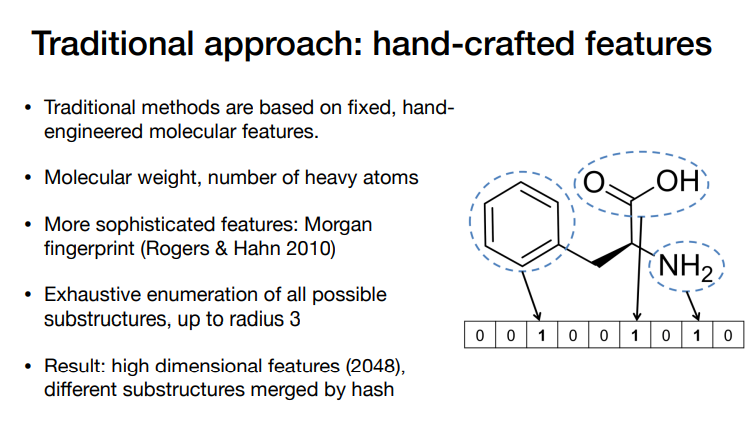 Traditional approach: hand-crafted features
• Traditional methods are based on fixed, hand-
engineered molecular features.
• Molecular weight, number of heavy atoms
• More sophisticated features: Morgan
fingerprint (Rogers & Hahn 2010)
• Exhaustive enumeration of all possible
substructures, up to radius 3
• Result: high dimensional features (2048),
different substructures merged by hash
O OH
NH2
0 0 1 0 0 1 0 1 0